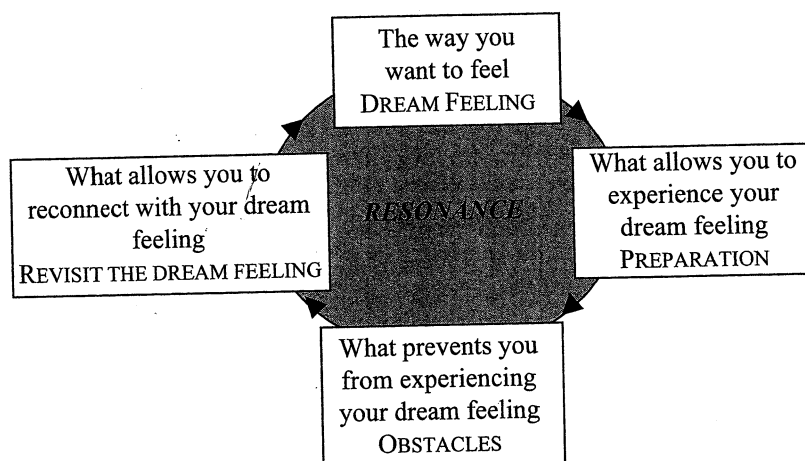 The way you
want to feel
DREAM FEELING
What allows you to
reconnect with your dream
feeling
REVISIT THE DREAM FEELING
RESONANCE
What allows you to
experience your
dream feeling
PREPARATION
What prevents you
from experiencing
your dream feeling
OBSTACLES